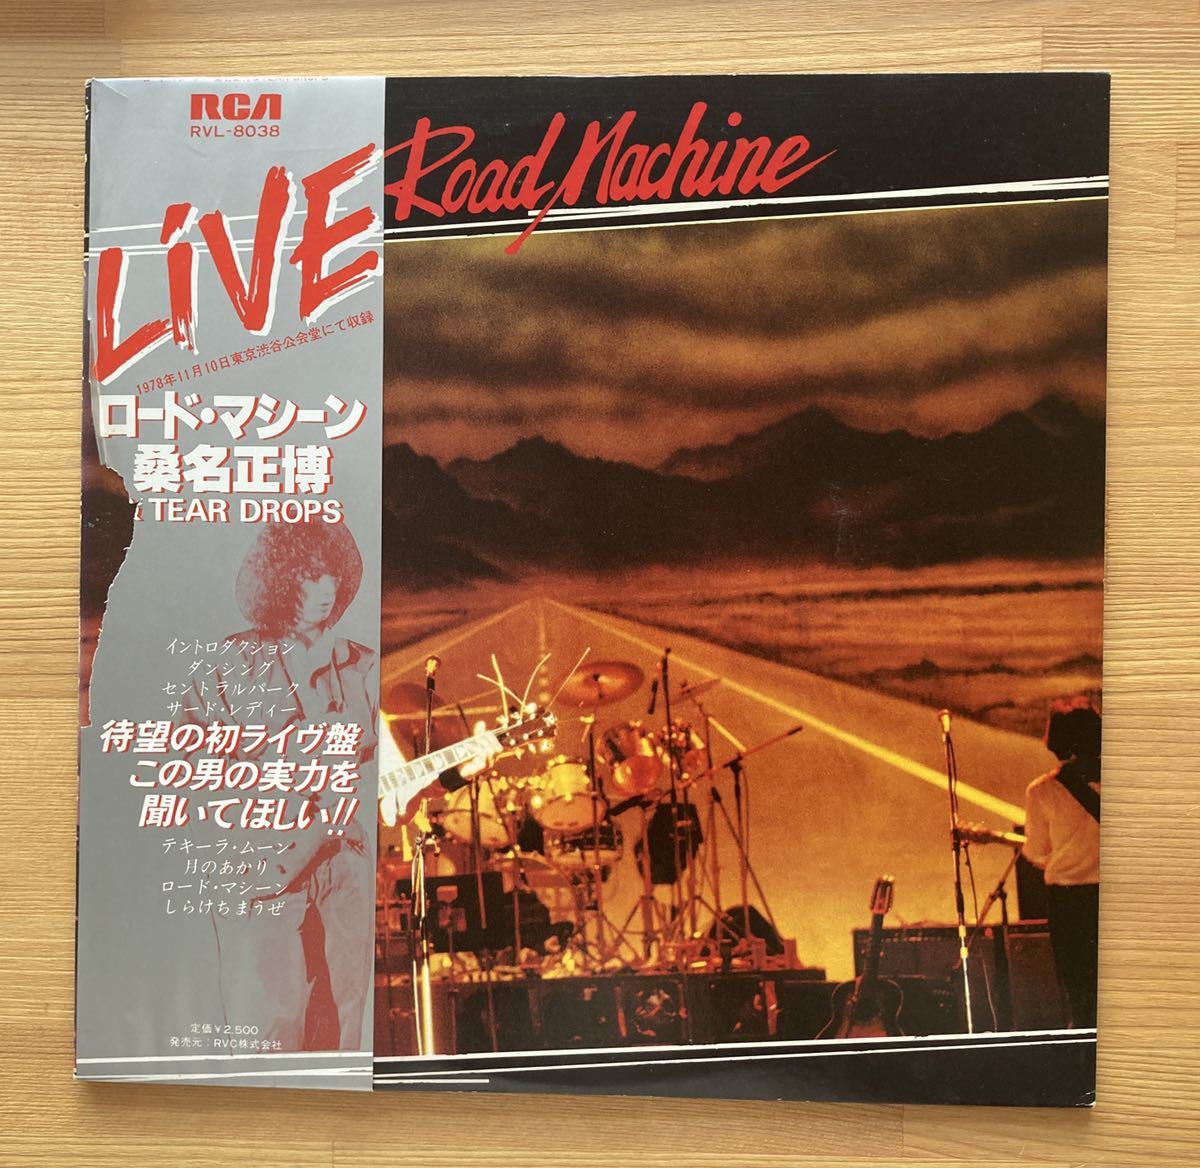 RCA
RVL-8038
LiVE
1978年11月10日東京渋谷公会堂にて収録
ロード・マシーン
桑名正博
TEAR DROPS
イントロダクション
ダンシング
セントラルパーク
サード・レディー
待望の初ライヴ盤
この男の実力を
聞いてほしい!!
テキーラ・ムーン
月のあかり
ロード・マシーン
しらけちまうぜ
定価¥2,500
発売元:RVC株式会社
Road Machine